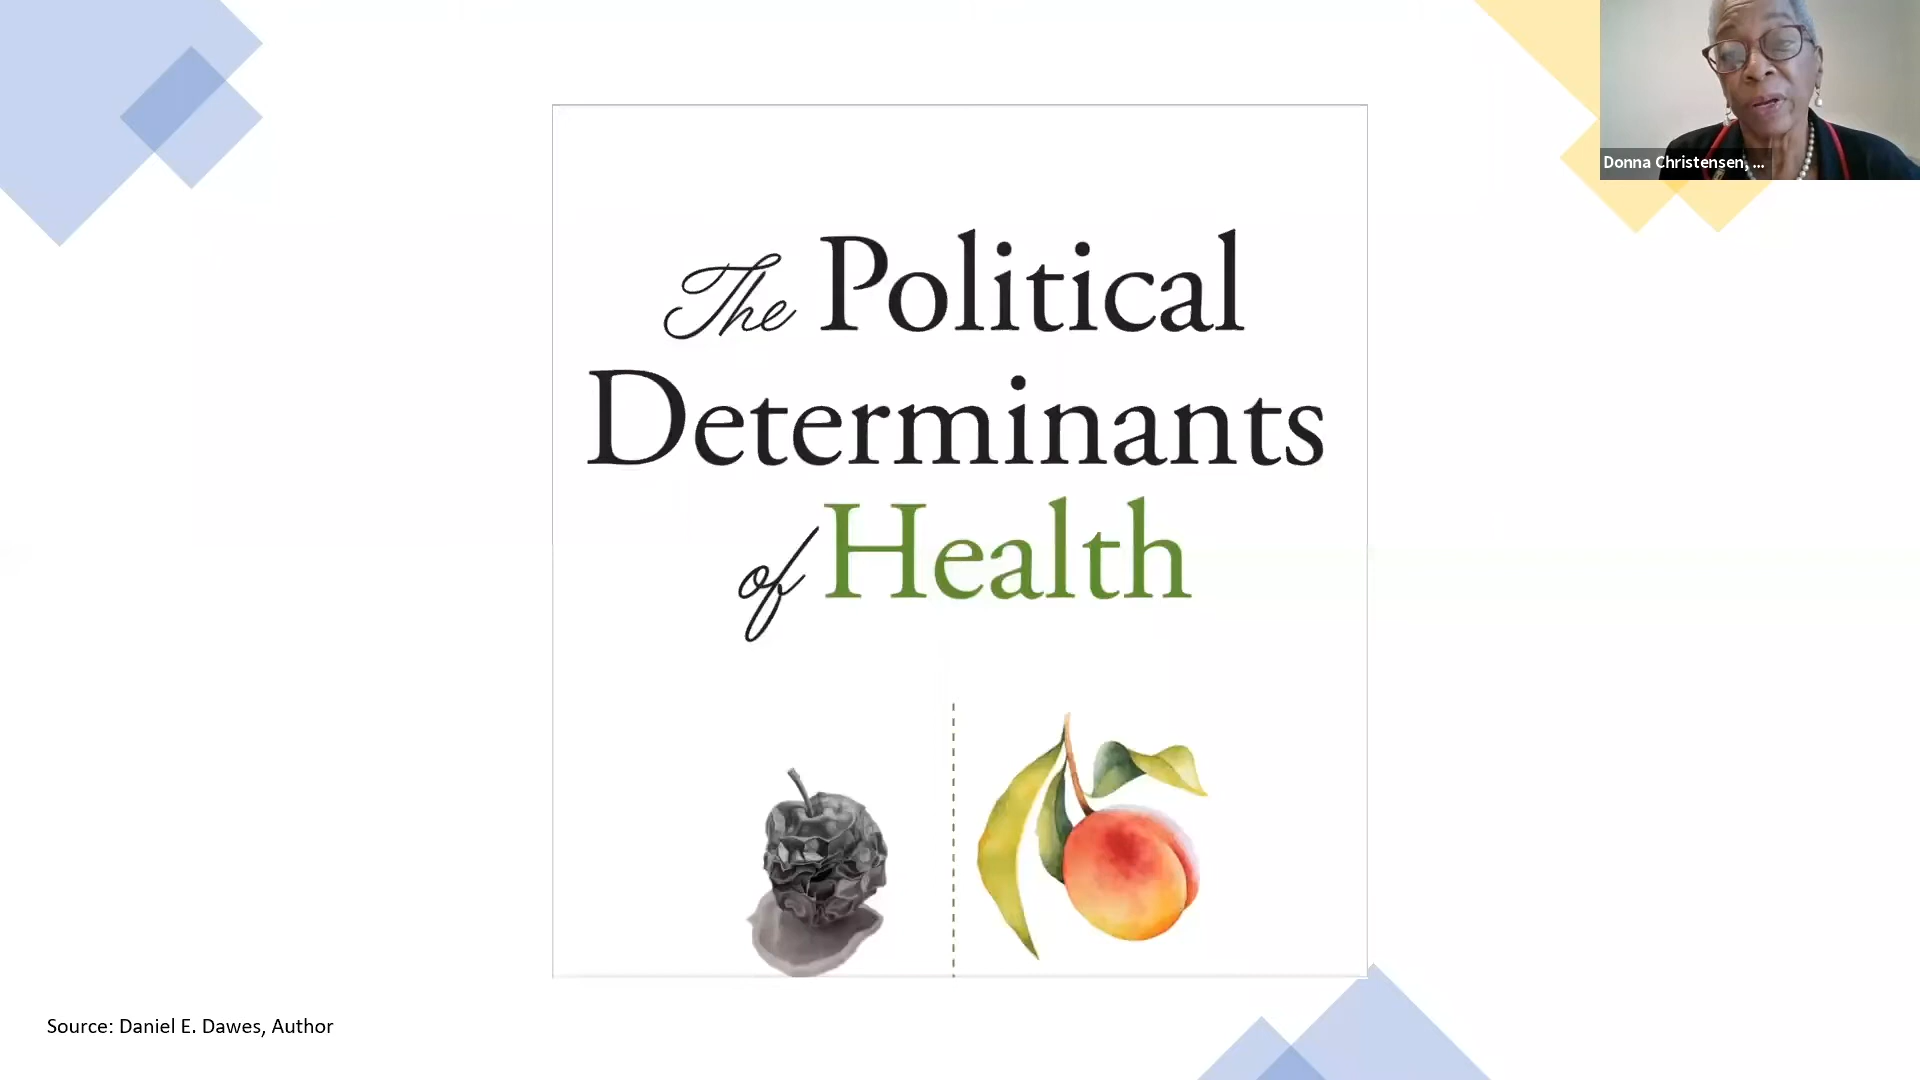 Donna Christensen, ...
The Political
Determinants
of Health
Source: Daniel E. Dawes, Author